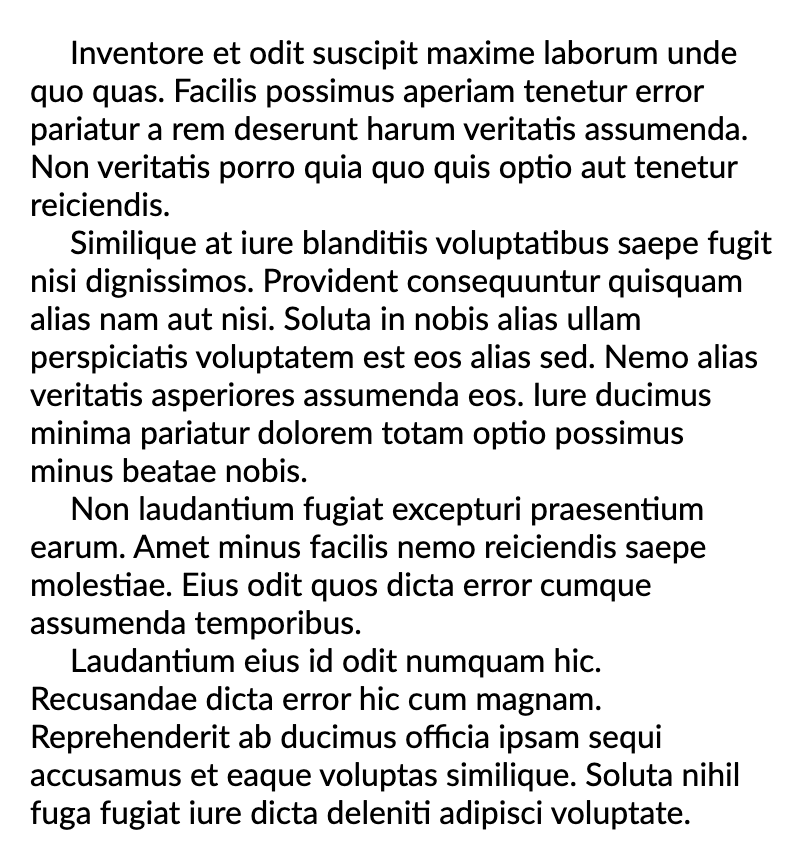 Inventore et odit suscipit maxime laborum unde
quo quas. Facilis possimus aperiam tenetur error
pariatur a rem deserunt harum veritatis assumenda.
Non veritatis porro quia quo quis optio aut tenetur
reiciendis.
Similique at iure blanditiis voluptatibus saepe fugit
nisi dignissimos. Provident consequuntur quisquam
alias nam aut nisi. Soluta in nobis alias ullam
perspiciatis voluptatem est eos alias sed. Nemo alias
veritatis asperiores assumenda eos. Iure ducimus
minima pariatur dolorem totam optio possimus
minus beatae nobis.
Non laudantium fugiat excepturi praesentium
earum. Amet minus facilis nemo reiciendis saepe
molestiae. Eius odit quos dicta error cumque
assumenda temporibus.
Laudantium eius id odit numquam hic.
Recusandae dicta error hic cum magnam.
Reprehenderit ab ducimus officia ipsam sequi
accusamus et eaque voluptas similique. Soluta nihil
fuga fugiat iure dicta deleniti adipisci voluptate.